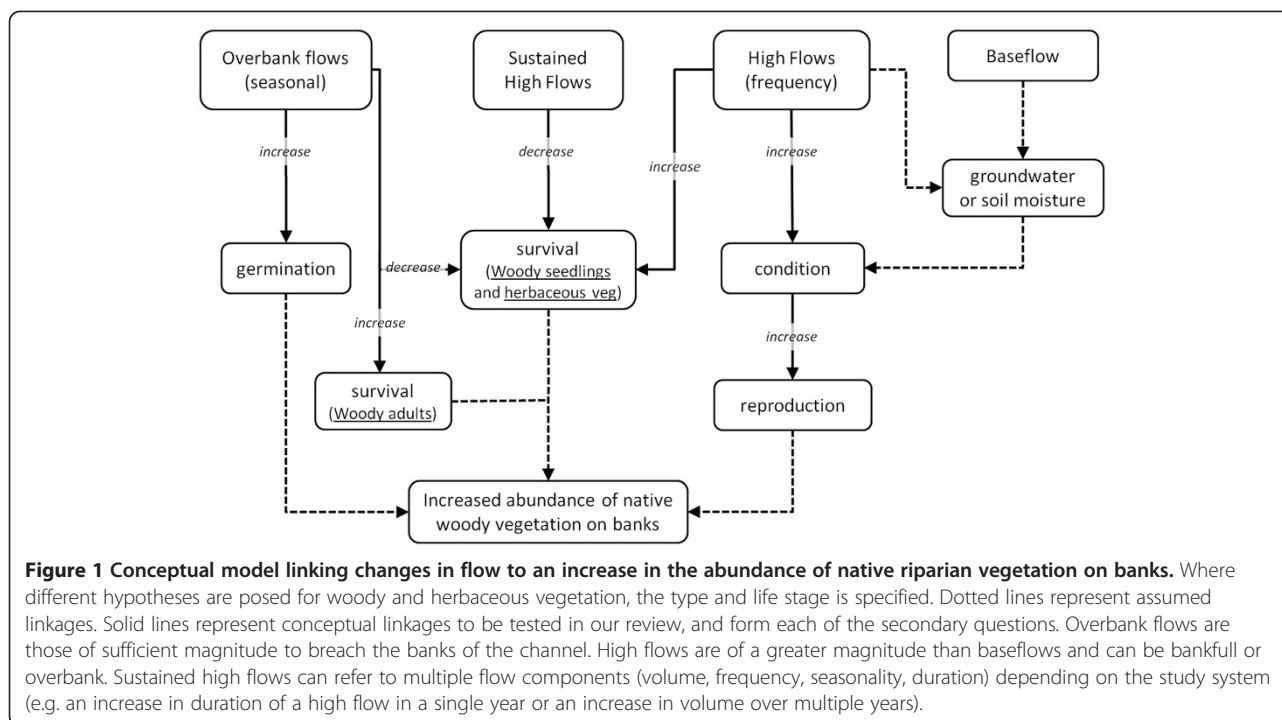 Overbank flows
(seasonal)
Sustained
High Flows
High Flows
(frequency)
Baseflow
increase
decrease
increase
increase
groundwater
or soil moisture
germination
decrease
survival
(Woody seedlings
and herbaceous veg)
condition
increase
increase
survival
(Woody adults)
reproduction
Increased abundance of native
woody vegetation on banks
Figure 1 Conceptual model linking changes in flow to an increase in the abundance of native riparian vegetation on banks. Where
different hypotheses are posed for woody and herbaceous vegetation, the type and life stage is specified. Dotted lines represent assumed
linkages. Solid lines represent conceptual linkages to be tested in our review, and form each of the secondary questions. Overbank flows are
those of sufficient magnitude to breach the banks of the channel. High flows are of a greater magnitude than baseflows and can be bankfull or
overbank. Sustained high flows can refer to multiple flow components (volume, frequency, seasonality, duration) depending on the study system
(e.g. an increase in duration of a high flow in a single year or an increase in volume over multiple years).